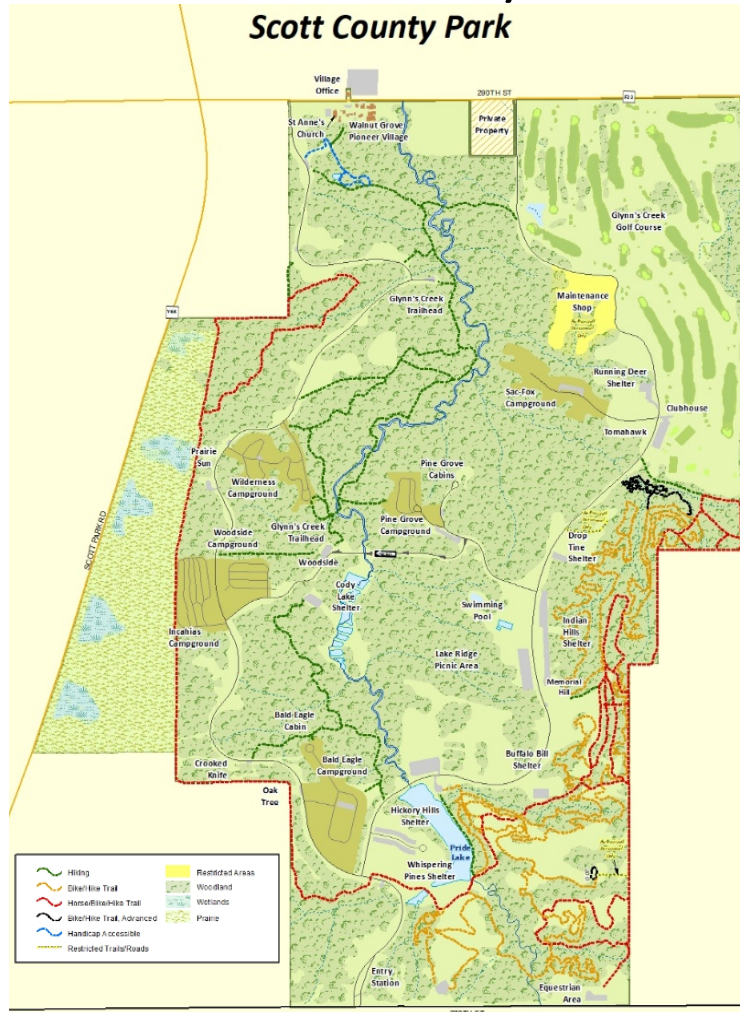 Scott County Park
Village
Office
290TH ST
F33
St Anne's
Church
Walnut Grove
Pioneer Village
Private
Property
Glynn's Creek
Golf Course
Glynn's Creek
Trailhead
Maintenance
Shop
Y68
Running Deer
Shelter
Sac-Fox
Campground
Clubhouse
Tomahawk
Prairie
Sun
Pine Grove
Cabins
Wilderness
Campground
SCOTT PARK RD
Pine Grove
Campground
Glynn's Creek
Trailhead
Woodside
Campground
Drop
Tine
Shelter
Woodside
Cody
Lake
Shelter
Swimming
Pool
Indian
Hills
Shelter
Incahias
Campground
Lake Ridge
Picnic Area
Memorial
Hill
Bald Eagle
Cabin
Buffalo Bill
Shelter
Crooked
Knife
Bald Eagle
Campground
Oak
Tree
Hickory Hills
Shelter
Pride
Lake
Whispering
Pines Shelter
Hiking
Bike/Hike Trail
Horse/Bike/Hike Trail
Bike/Hike Trail, Advanced
Handicap Accessible
Restricted Trails/Roads
Restricted Areas
Woodland
Wetlands
Prairie
Entry
Station
Equestrian
Area